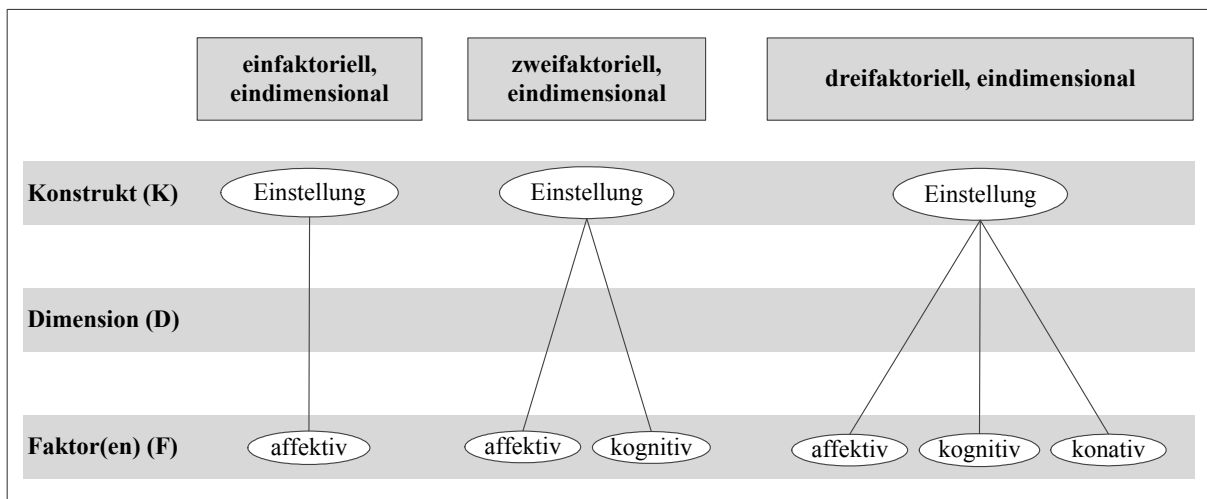 einfaktoriell,
eindimensional
zweifaktoriell,
eindimensional
dreifaktoriell, eindimensional
Konstrukt (K)
Einstellung
Einstellung
Einstellung
Dimension (D)
Faktor(en) (F)
affektiv
affektiv
kognitiv
affektiv
kognitiv
konativ